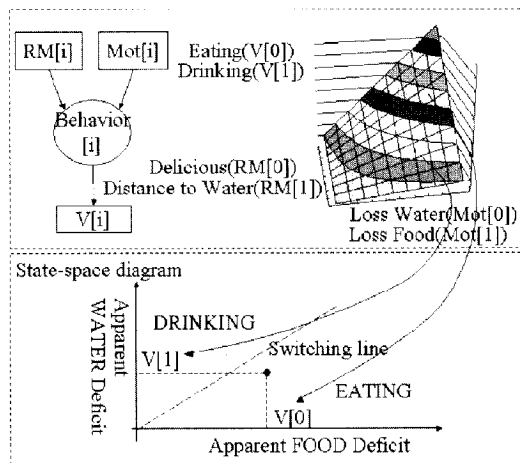 RM[i]
Mot[i]
Behavior
[i]
V[i]
Eating(V[0])
Drinking(V[1])
Delicious(RM[0])
Distance to Water(RM[1])
Loss Water(Mot[0])
Loss Food(Mot[1])
State-space diagram
Apparent
WATER Deficit
DRINKING
V[1]
Switching line
EATING
V[0]
Apparent FOOD Deficit